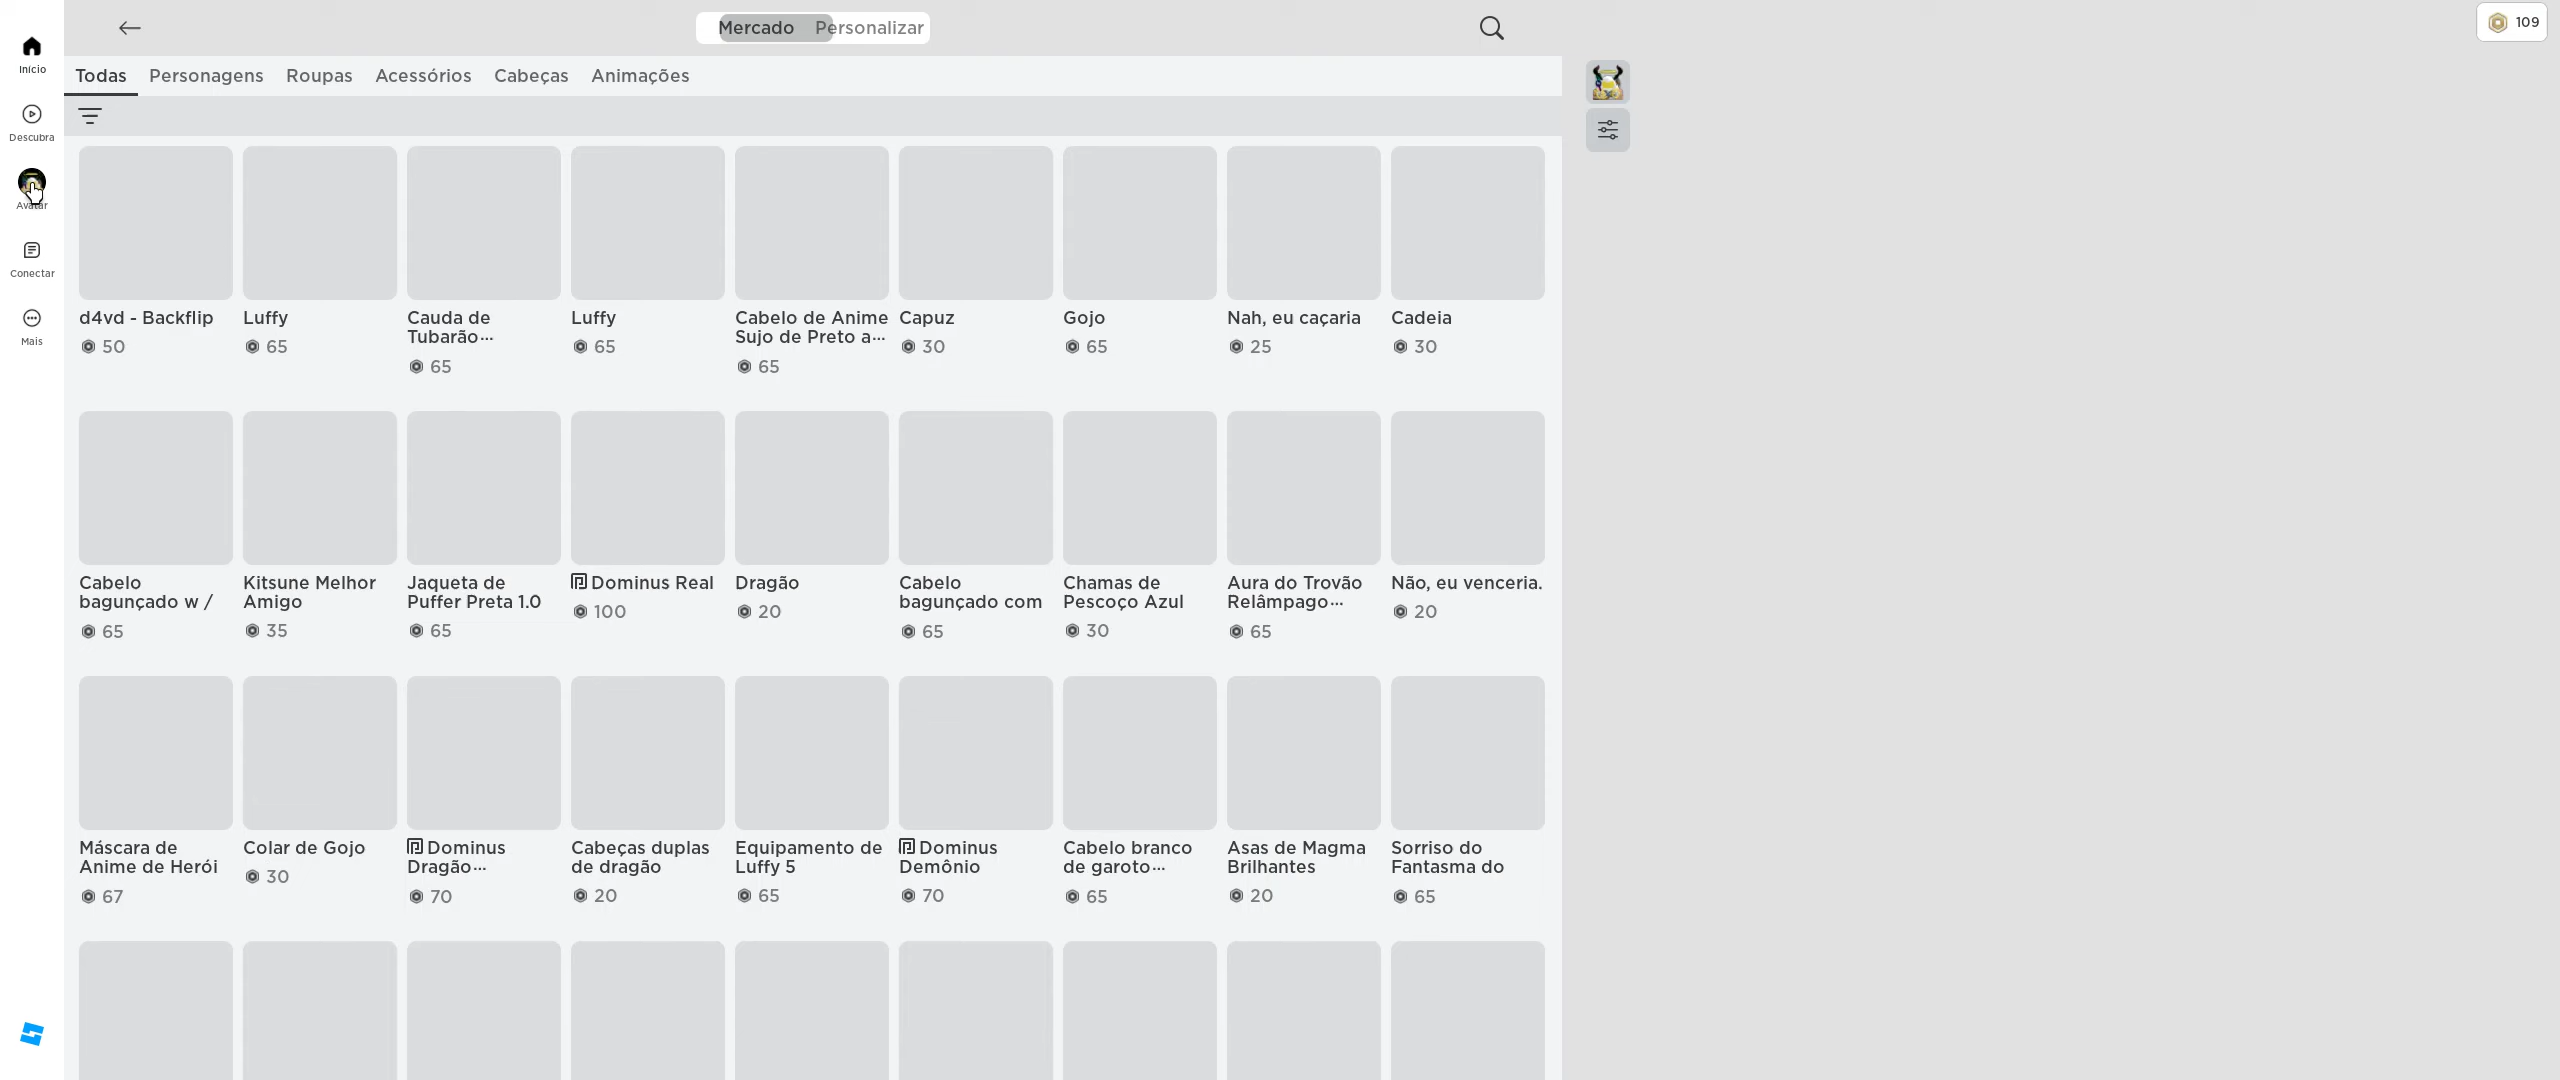 Mercado Personalizar
109
Início
Descubra
Avatar
Conectar
Mais
Todas Personagens Roupas Acessórios Cabeças Animações
d4vd - Backflip
50
Luffy
65
Cauda de
Tubarão...
65
Luffy
65
Cabelo de Anime
Sujo de Preto a...
65
Capuz
30
Gojo
65
Nah, eu caçaria
25
Cadeia
30
Cabelo
bagunçado w /
65
Kitsune Melhor
Amigo
35
Jaqueta de
Puffer Preta 1.0
65
Dominus Real
100
Dragão
20
Cabelo
bagunçado com
65
Chamas de
Pescoço Azul
30
Aura do Trovão
Relâmpago...
65
Não, eu venceria.
20
Máscara de
Anime de Herói
67
Colar de Gojo
30
Dominus
Dragão...
70
Cabeças duplas
de dragão
20
Equipamento de
Luffy 5
65
Dominus
Demônio
70
Cabelo branco
de garoto...
65
Asas de Magma
Brilhantes
20
Sorriso do
Fantasma do
65